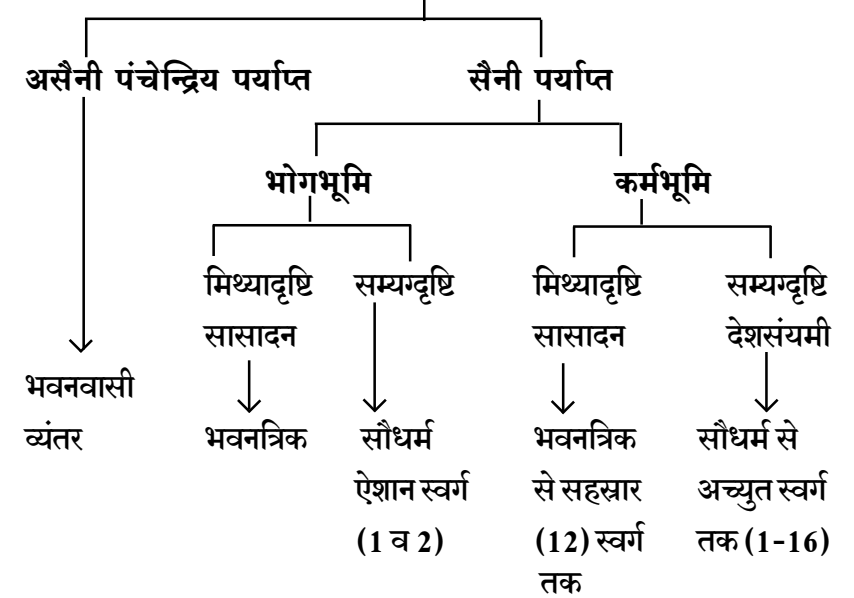 असैनी पंचेन्द्रिय पर्याप्त
सैनी पर्याप्त
भोगभूमि
कर्मभूमि
मिथ्यादृष्टि
सासादन
सम्यग्दृष्टि
मिथ्यादृष्टि
सासादन
सम्यग्दृष्टि
देशसंयमी
भवनवासी
व्यंतर
भवनत्रिक
सौधर्म
ऐशान स्वर्ग
(1 व 2)
भवनत्रिक
से सहस्रार
(12) स्वर्ग
तक
सौधर्म से
अच्युत स्वर्ग
तक (1-16)